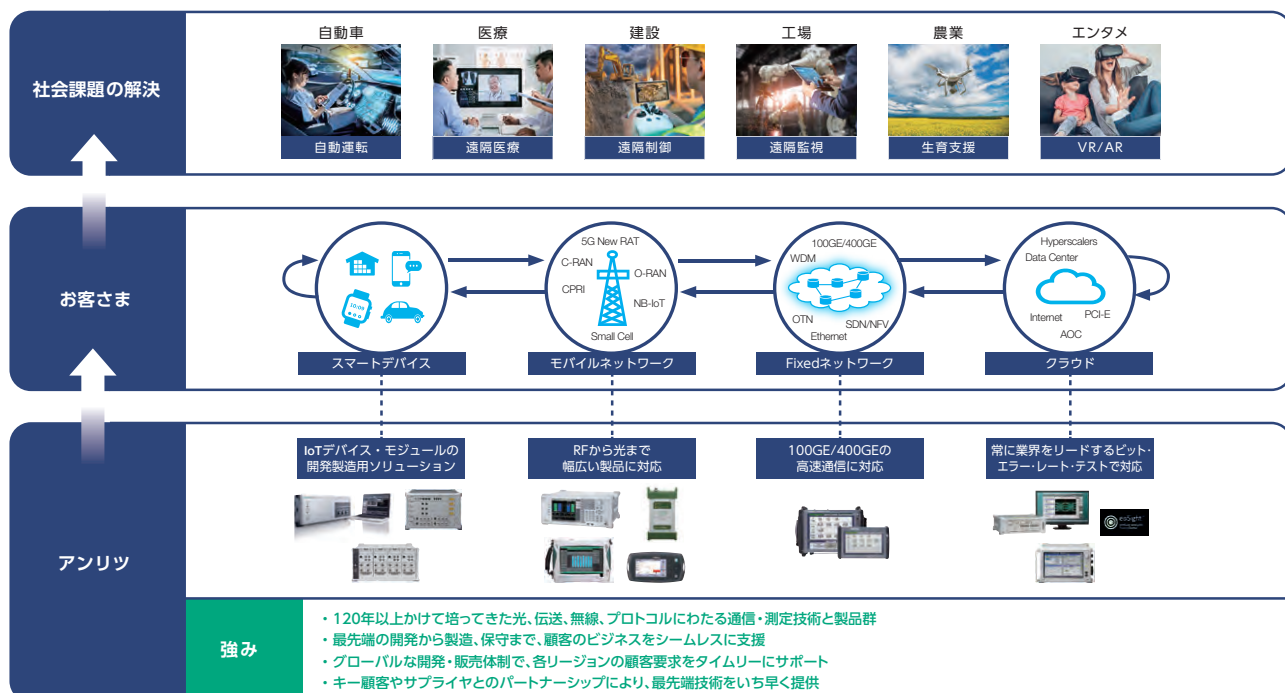 社会課題の解決
自動車
医療
建設
工場
農業
エンタメ
自動運転
遠隔医療
遠隔制御
遠隔監視
生育支援
VR/AR
お客さま
10:08
スマートデバイス
5G New RAT
C-RAN
O-RAN
CPRI
NB-IoT
Small Cell
モバイルネットワーク
100GE/400GE
WDM
OTN
SDN/NFV
Ethernet
Fixedネットワーク
Hyperscalers
Data Center
Internet
PCI-E
AOC
クラウド
アンリツ
IoTデバイス・モジュールの
開発製造用ソリューション
RFから光まで
幅広い製品に対応
100GE/400GEの
高速通信に対応
常に業界をリードするビット・
エラー・レート・テストで対応
eoSight
強み
・120年以上かけて培ってきた光、伝送、無線、プロトコルにわたる通信・測定技術と製品群
・最先端の開発から製造、保守まで、顧客のビジネスをシームレスに支援
・グローバルな開発・販売体制で、各リージョンの顧客要求をタイムリーにサポート
・キー顧客やサプライヤとのパートナーシップにより、最先端技術をいち早く提供